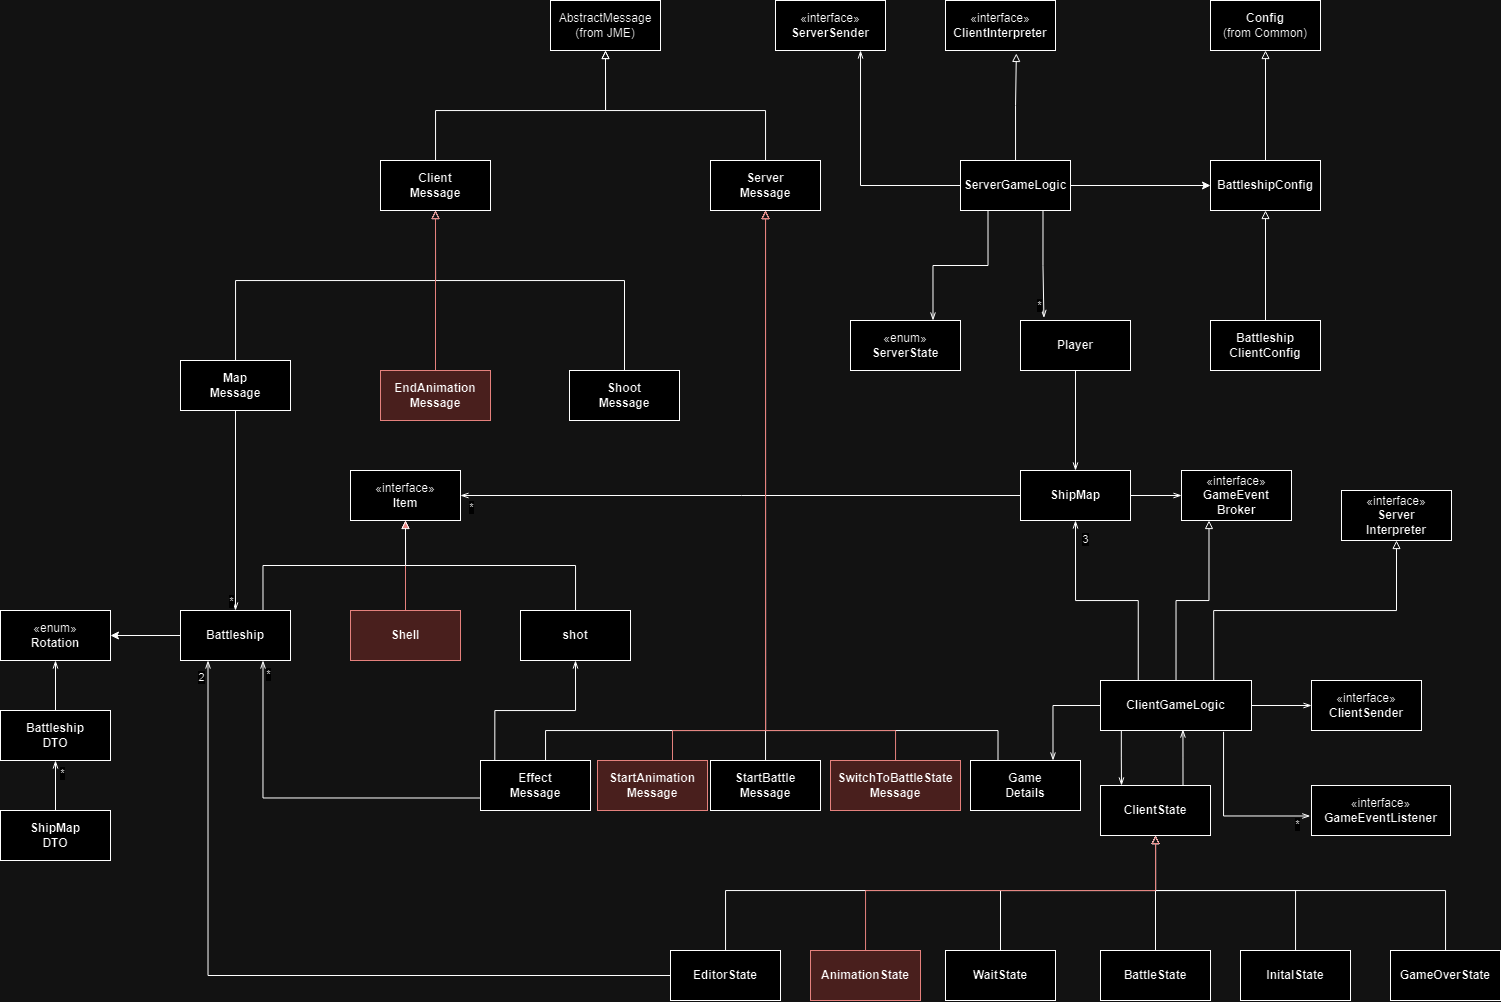 AbstractMessage
(from JME)
«interface»
ServerSender
«interface»
ClientInterpreter
Config
(from Common)
Client
Message
Server
Message
ServerGameLogic
BattleshipConfig
*
«enum»
ServerState
Player
Battleship
ClientConfig
Map
Message
EndAnimation
Message
Shoot
Message
«interface»
Item
*
ShipMap
«interface»
GameEvent
Broker
«interface»
Server
Interpreter
3
*
«enum»
Rotation
Battleship
Shell
shot
2
*
Battleship
DTO
*
ShipMap
DTO
ClientGameLogic
«interface»
ClientSender
Effect
Message
StartAnimation
Message
StartBattle
Message
SwitchToBattleState
Message
Game
Details
ClientState
«interface»
GameEventListener
*
EditorState
AnimationState
WaitState
BattleState
InitalState
GameOverState